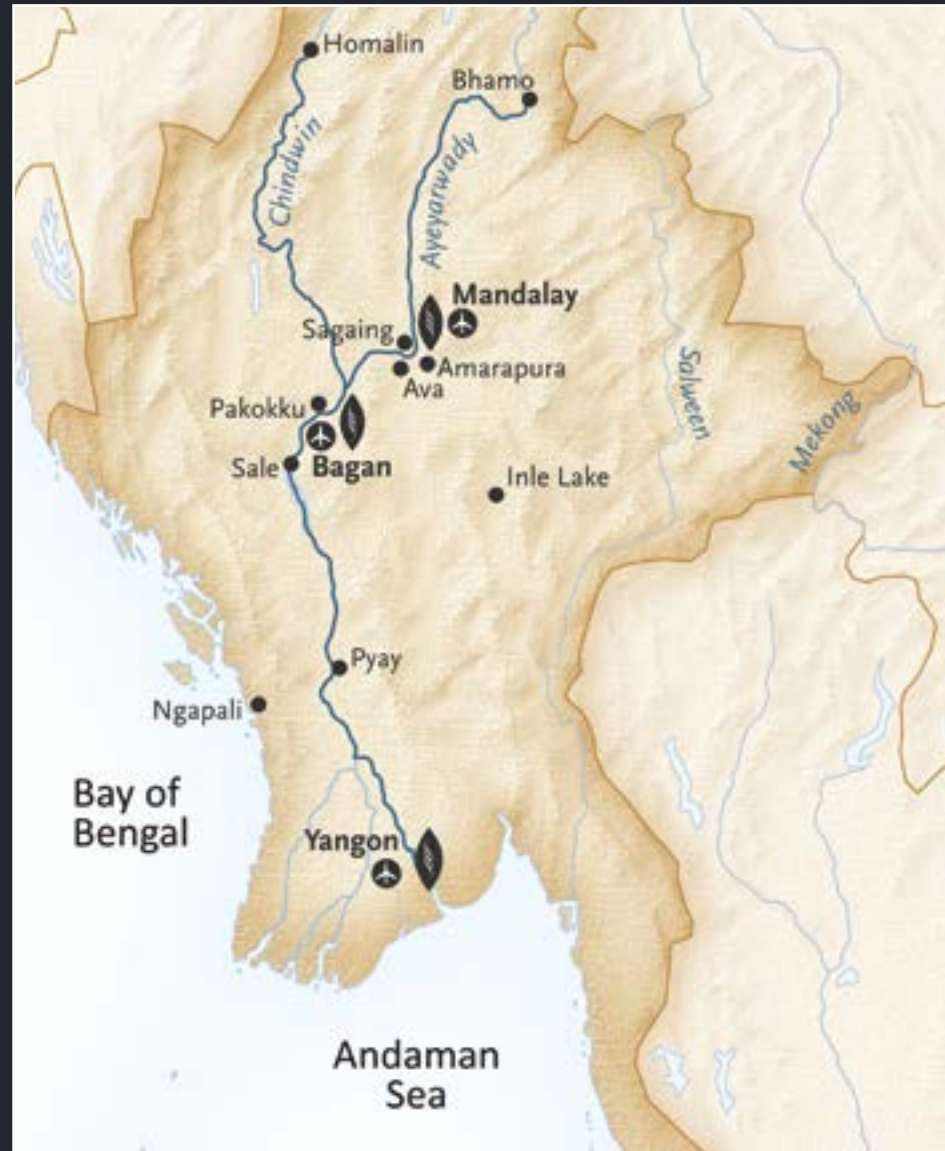 Homalin
Bhamo
Chindwin
Ayeyarwady
Mandalay
Sagaing
Amarapura
Ava
Salween
Pakokku
Mekong
Bagan
Sale
Inle Lake
Pyay
Ngapali
Bay of
Bengal
Yangon
Andaman
Sea